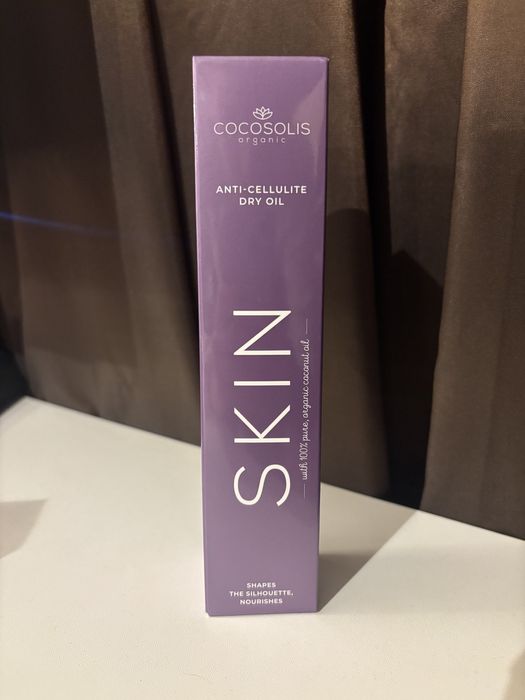 COCOSOLIS
organic
ANTI-CELLULITE
DRY OIL
SKIN
with 100% pure, organic coconut oil
SHAPES
THE SILHOUETTE,
NOURISHES